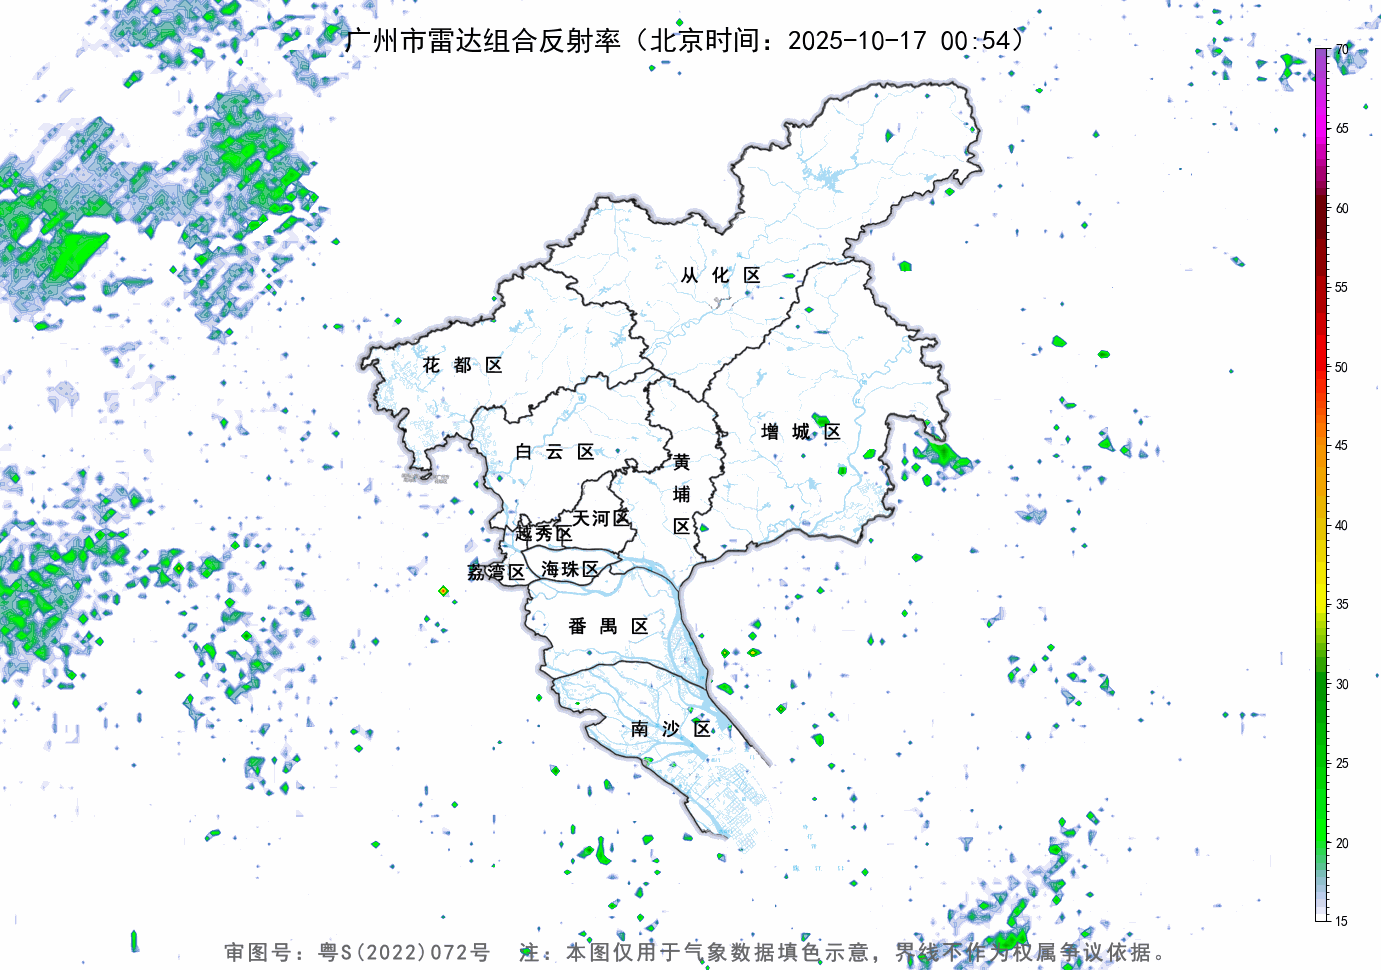 广州市雷达组合反射率（北京时间：2025-10-17 00:54）
70
65
60
55
50
45
40
35
30
25
20
15
从化区
花都区
增城区
白云区
黄埔区
天河区
越秀区
荔湾区
海珠区
番禺区
南沙区
审图号：粤S(2022)072号 注：本图仅用于气象数据填色示意，界线不作为权属争议依据。